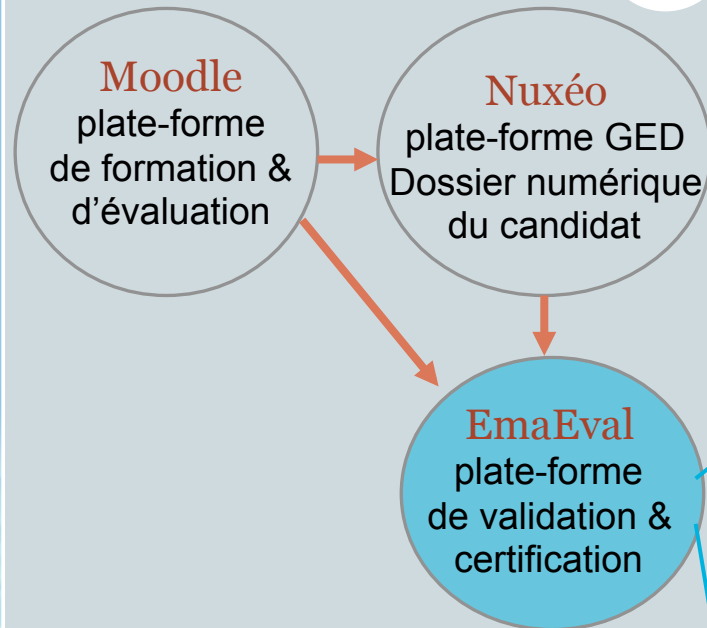 Moodle
plate-forme
de formation &
d’évaluation
Nuxéo
plate-forme GED
Dossier numérique
du candidat
EmaEval
plate-forme
de validation &
certification